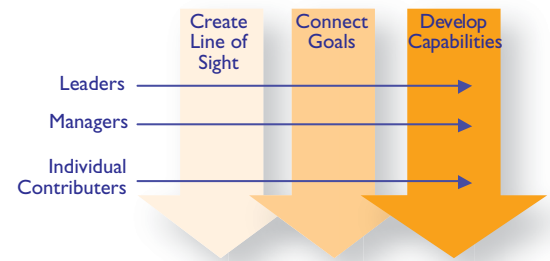 Create
Line of
Sight
Connect
Goals
Develop
Capabilities
Leaders
Managers
Individual
Contributers